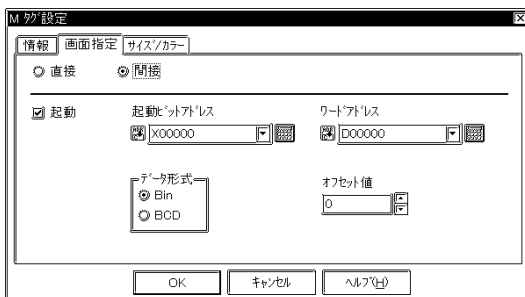 M ﾀｸﾞ設定
情報 画面指定 ｻｲｽﾞ/ｶﾗｰ
直接 間接
起動 起動ﾋﾞｯﾄｱﾄﾞﾚｽ ﾜｰﾄﾞｱﾄﾞﾚｽ
X00000 D00000
ﾃﾞｰﾀ形式 ｵﾌｾｯﾄ値
Bin 0
BCD
OK ｷｬﾝｾﾙ ﾍﾙﾌﾟ(H)